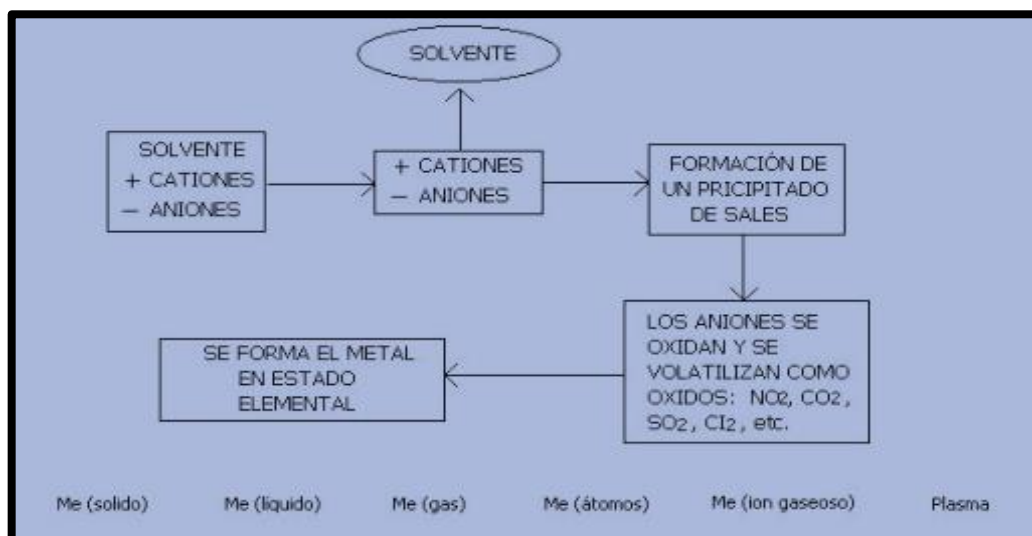 SOLVENTE
SOLVENTE
+ CATIONES
− ANIONES
+ CATIONES
− ANIONES
FORMACIÓN DE
UN PRICIPITADO
DE SALES
LOS ANIONES SE
OXIDAN Y SE
VOLATILIZAN COMO
OXIDOS: NO2, CO2,
SO2, CI2, etc.
SE FORMA EL METAL
EN ESTADO
ELEMENTAL
Me (solido) Me (líquido) Me (gas) Me (átomos) Me (ion gaseoso) Plasma